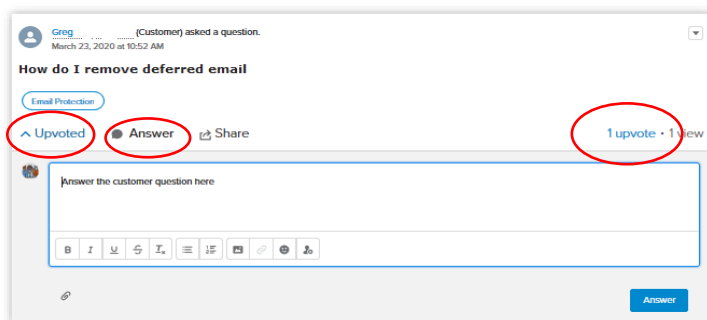 Greg (Customer) asked a question.
March 23, 2020 at 10:52 AM
How do I remove deferred email
Email Protection
Upvoted Answer Share 1 upvote · 1 view
Answer the customer question here
B I U S Tx
Answer